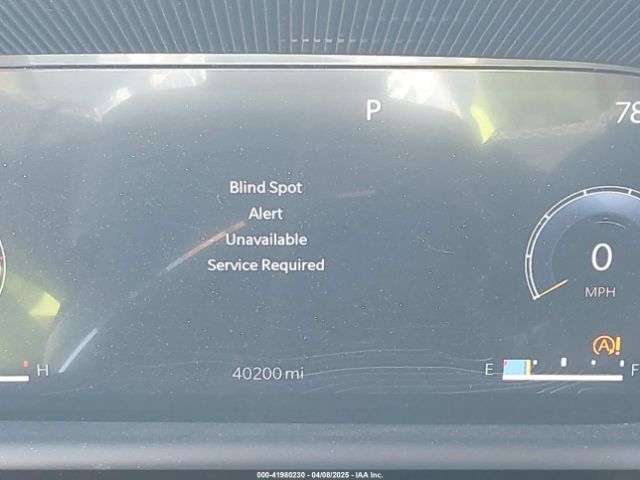 P
78
Blind Spot
Alert
Unavailable
Service Required
0
MPH
A!
H
40200 mi
E
F
000-41980230 - 04/08/2025 - IAA Inc.